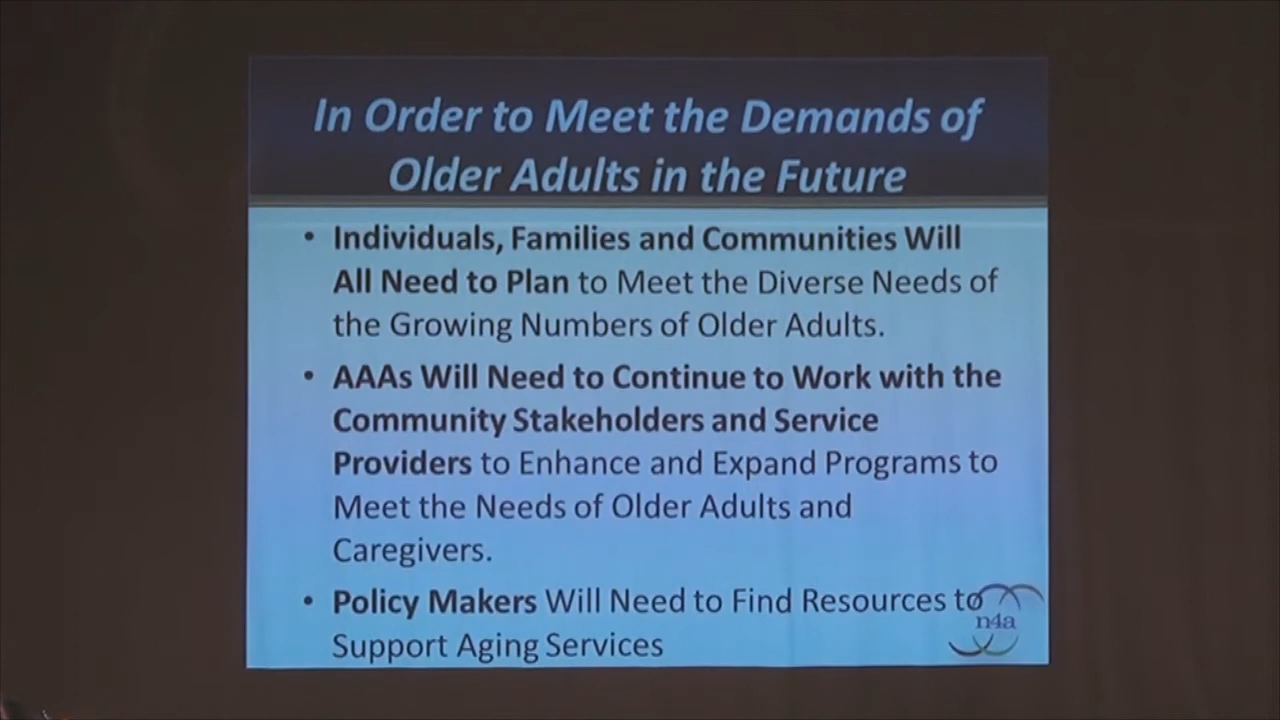 In Order to Meet the Demands of
Older Adults in the Future
• Individuals, Families and Communities Will
All Need to Plan to Meet the Diverse Needs of
the Growing Numbers of Older Adults.
• AAAs Will Need to Continue to Work with the
Community Stakeholders and Service
Providers to Enhance and Expand Programs to
Meet the Needs of Older Adults and
Caregivers.
• Policy Makers Will Need to Find Resources to
Support Aging Services
n4a